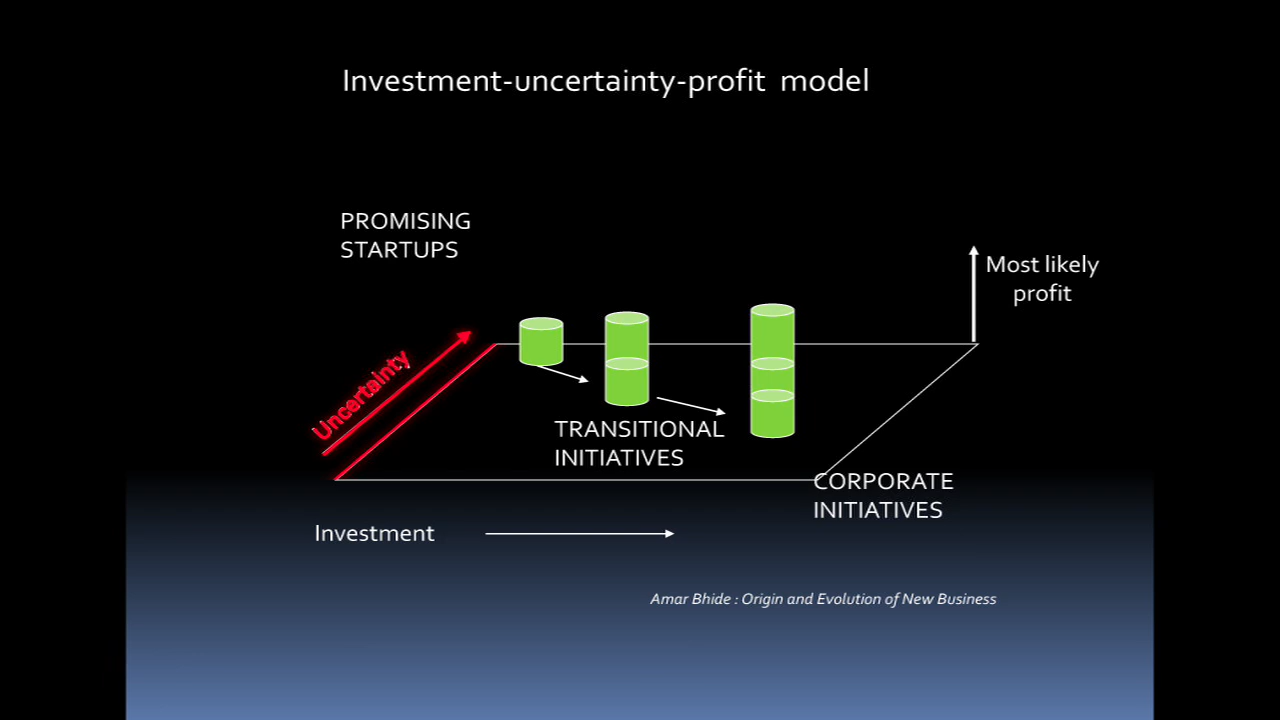 Investment-uncertainty-profit model
PROMISING
STARTUPS
Most likely
profit
Uncertainty
TRANSITIONAL
INITIATIVES
CORPORATE
INITIATIVES
Investment
Amar Bhide : Origin and Evolution of New Business